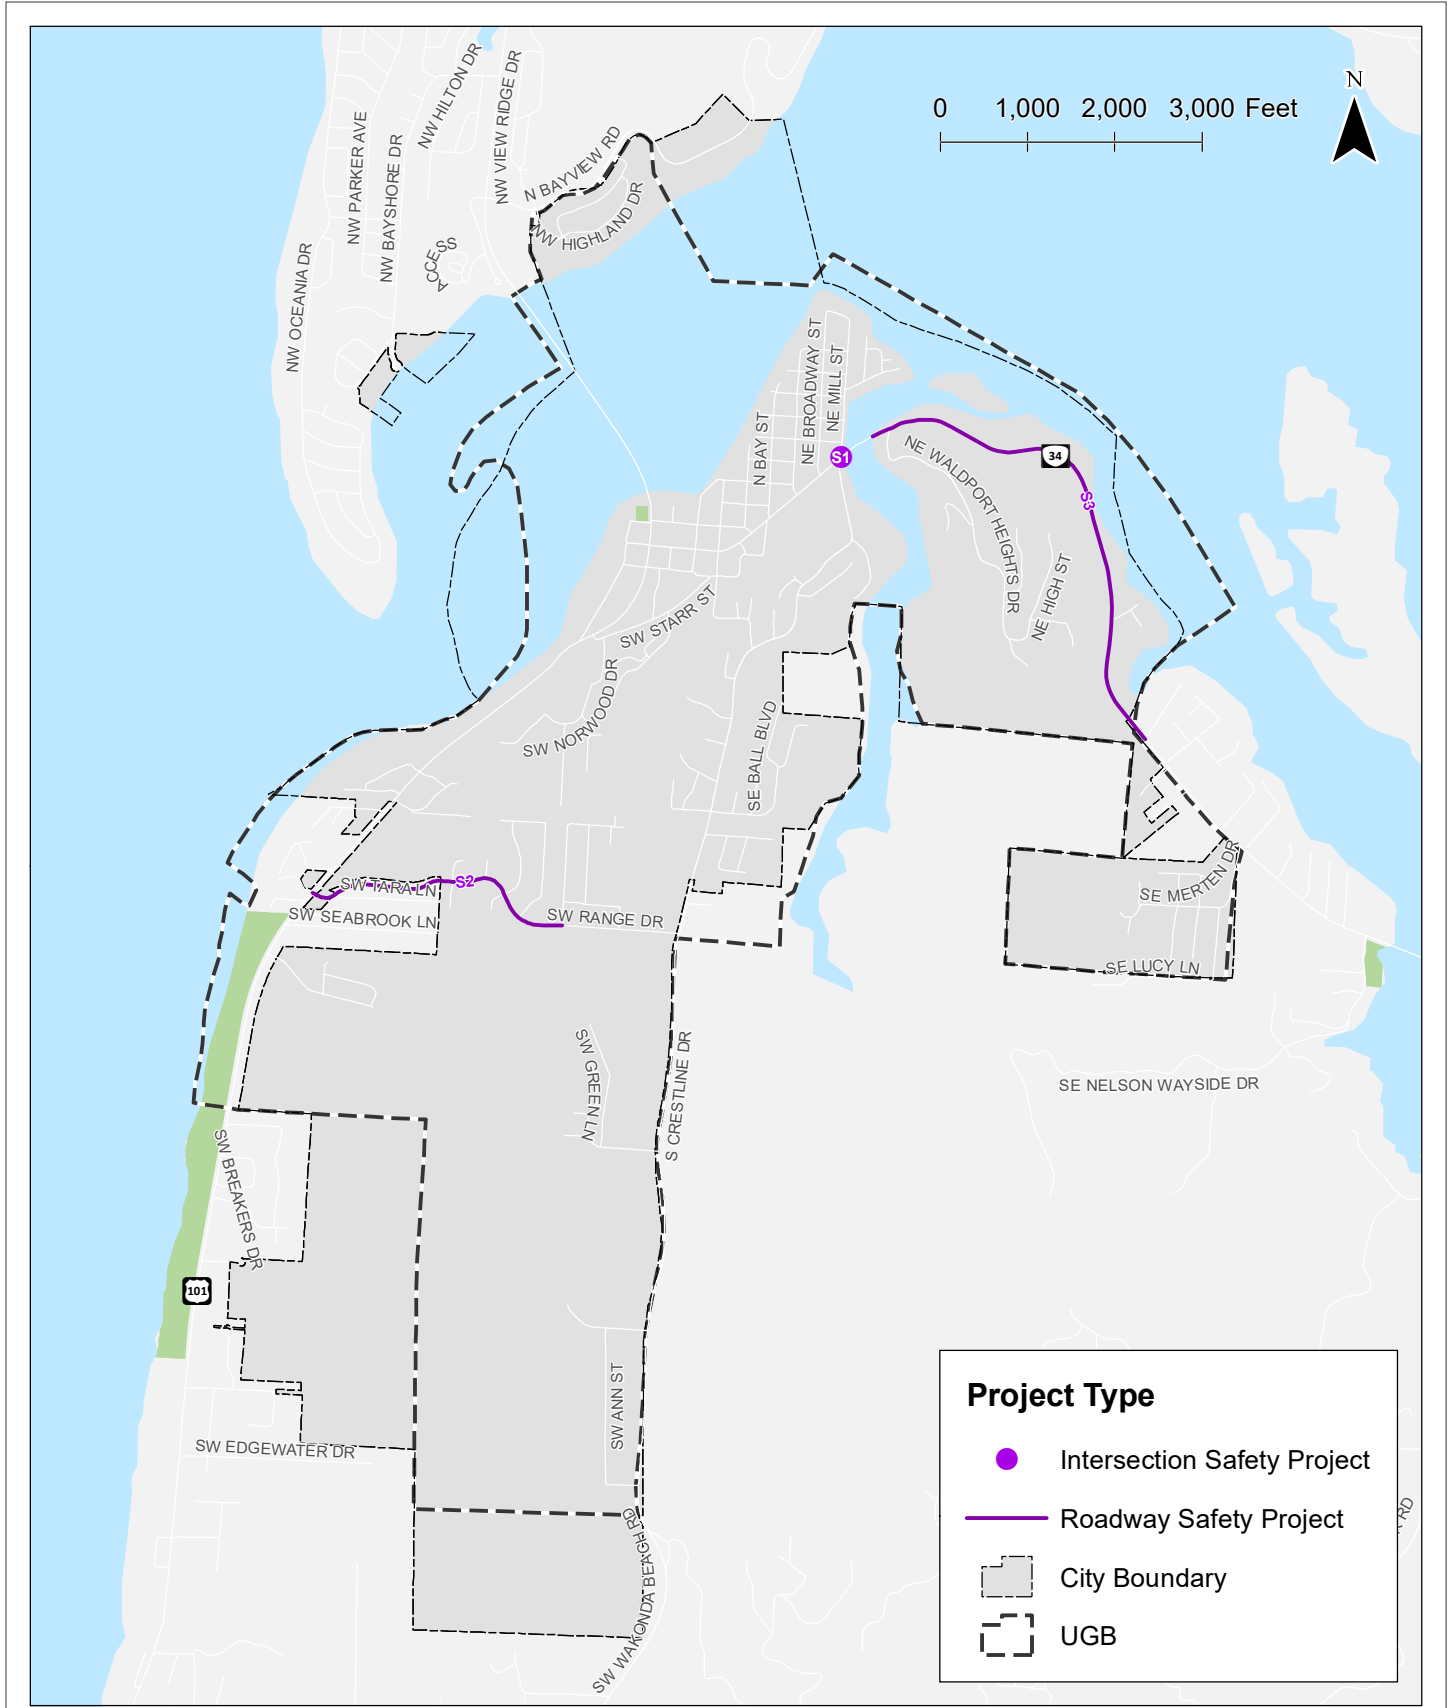 N
0 1,000 2,000 3,000 Feet
NW HILTON DR
NW VIEW RIDGE DR
NW PARKER AVE
NW BAYSHORE DR
N BAYVIEW RD
NW HIGHLAND DR
ACCESS
NW OCEANIA DR
NE BROADWAY ST
NE MILL ST
N BAY ST
S1
NE WALDPORT HEIGHTS DR
34
S3
NE HIGH ST
SW STARR ST
SW NORWOOD DR
SE BALL BLVD
SW TARA LN
S2
SW SEABROOK LN
SW RANGE DR
SE MERTEN DR
SE LUCY LN
SW GREEN LN
S CRESTLINE DR
SE NELSON WAYSIDE DR
SW BREAKERS DR
101
SW ANN ST
SW EDGEWATER DR
SW WAKONDA BEACH RD
RD
Project Type
Intersection Safety Project
Roadway Safety Project
City Boundary
UGB